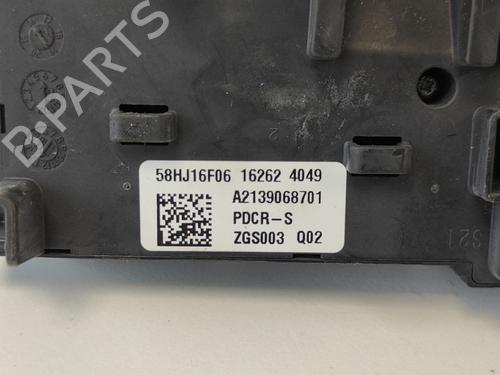 B-PARTS
58HJ16F06 16262 4049
A2139068701
PDCR-S
ZGS003 Q02